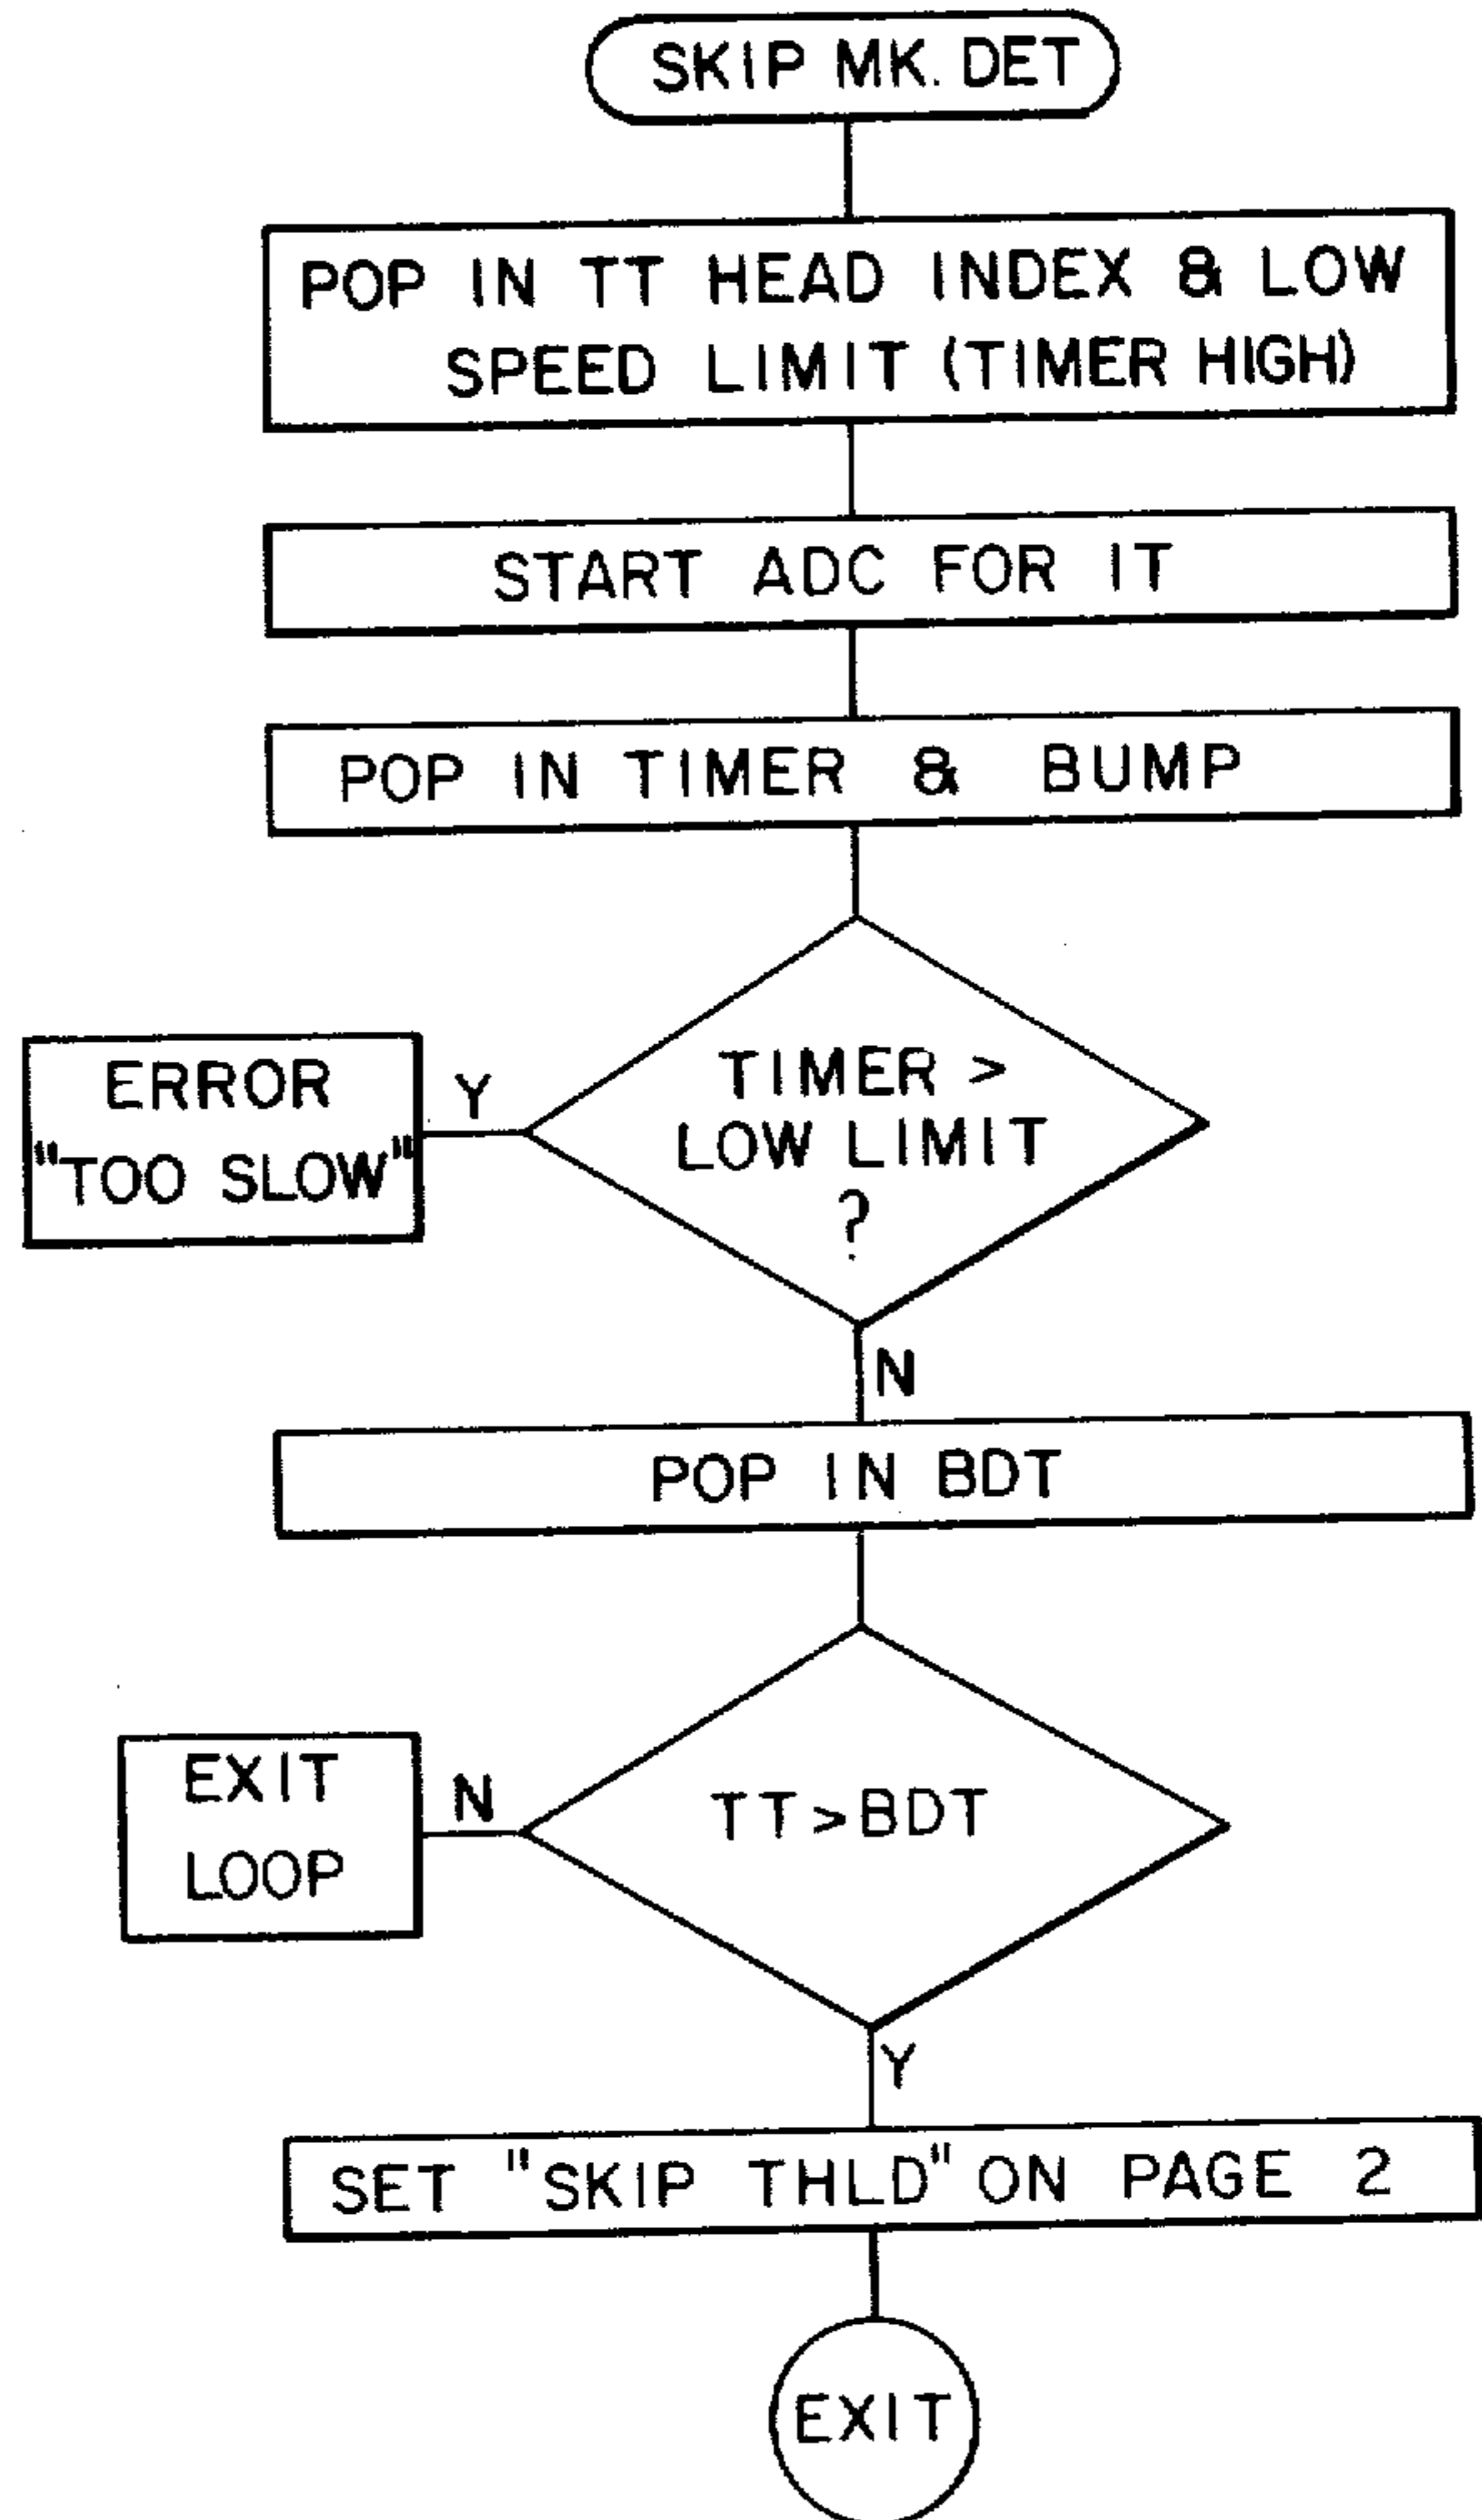 SKIP MK. DET
POP IN TT HEAD INDEX & LOW
SPEED LIMIT (TIMER HIGH)
START ADC FOR IT
POP IN TIMER & BUMP
TIMER >
LOW LIMIT
?
Y
ERROR
"TOO SLOW"
N
POP IN BDT
TT>BDT
N
EXIT
LOOP
Y
SET "SKIP THLD" ON PAGE 2
EXIT